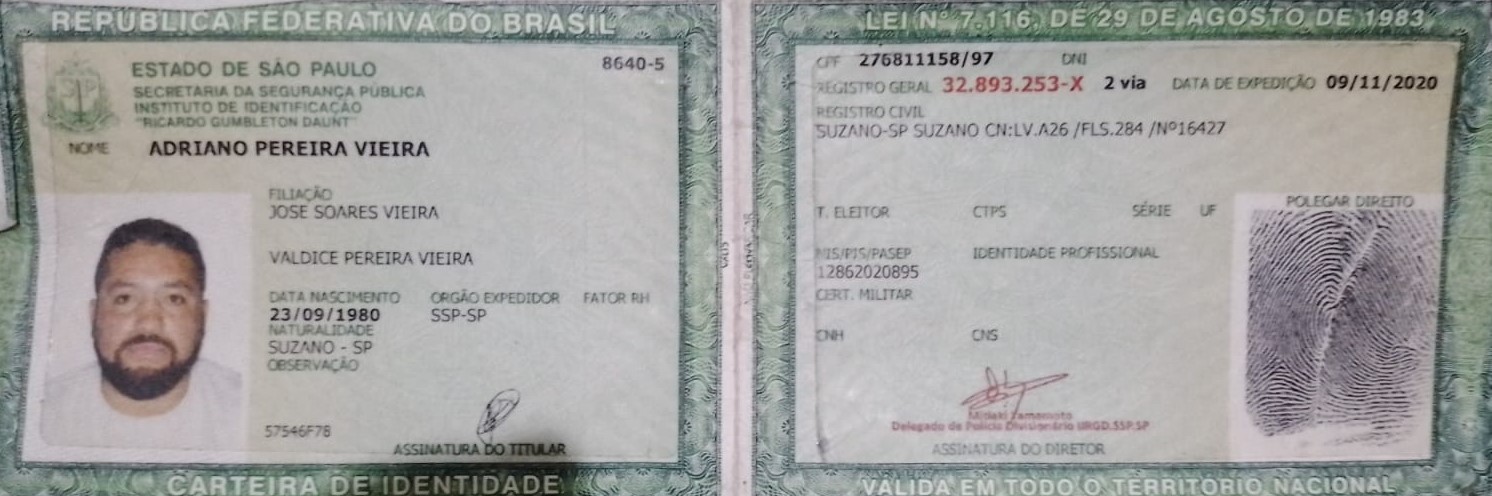 REPÚBLICA FEDERATIVA DO BRASIL
ESTADO DE SÃO PAULO
8640-5
SECRETARIA DA SEGURANÇA PÚBLICA
INSTITUTO DE IDENTIFICAÇÃO
"RICARDO GUMBLETON DAUNT"
NOME ADRIANO PEREIRA VIEIRA
FILIAÇÃO
JOSE SOARES VIEIRA
VALDICE PEREIRA VIEIRA
DATA NASCIMENTO ORGÃO EXPEDIDOR FATOR RH
23/09/1980 SSP-SP
NATURALIDADE
SUZANO - SP
OBSERVAÇÃO
57546F78
ASSINATURA DO TITULAR
CARTEIRA DE IDENTIDADE
LEI Nº 7.116, DE 29 DE AGOSTO DE 1983
CPF 276811158/97 DNI
REGISTRO GERAL 32.893.253-X 2 via DATA DE EXPEDIÇÃO 09/11/2020
REGISTRO CIVIL
SUZANO-SP SUZANO CN:LV.A26 /FLS.284 /Nº16427
POLEGAR DIREITO
T. ELEITOR CTPS SÉRIE UF
NIS/PIS/PASEP IDENTIDADE PROFISSIONAL
12862020895
CERT. MILITAR
CNH CNS
Mitiaki Yamamoto
Delegado de Polícia Divisionário IIRGD.SSP.SP
ASSINATURA DO DIRETOR
VÁLIDA EM TODO O TERRITÓRIO NACIONAL